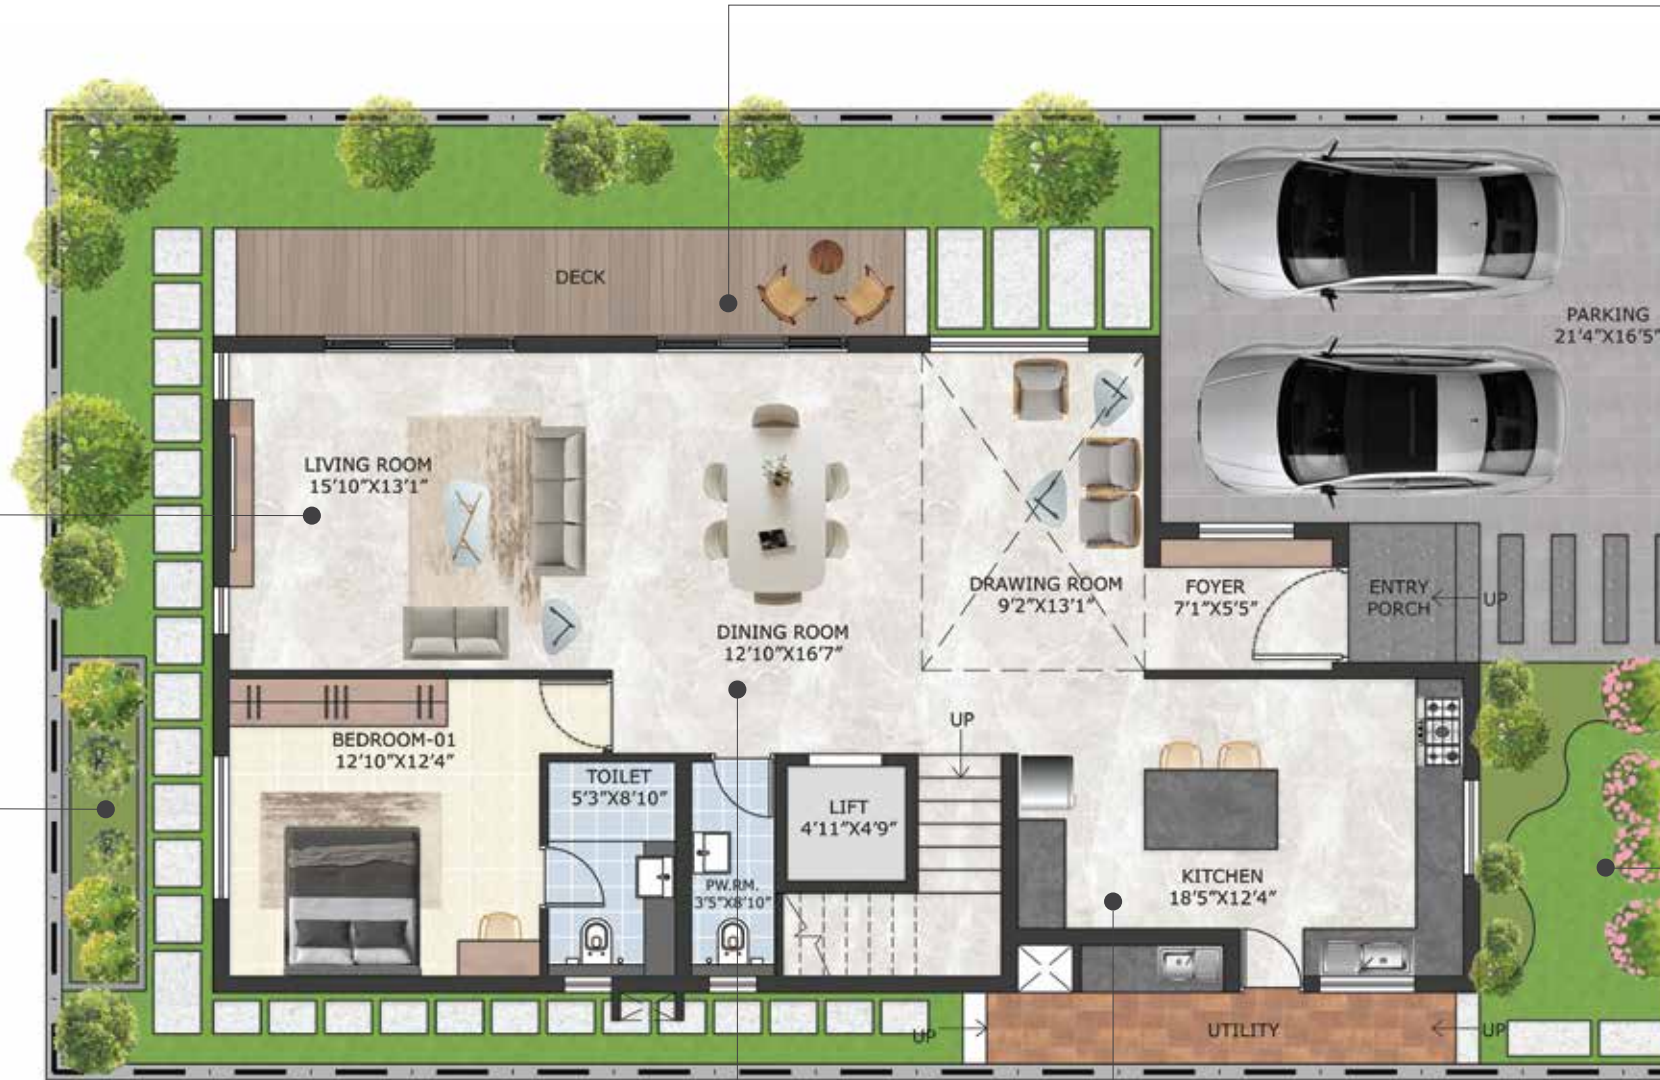 DECK
PARKING
21'4"X16'5"
LIVING ROOM
15'10"X13'1"
DRAWING ROOM
9'2"X13'1"
FOYER
7'1"X5'5"
ENTRY
PORCH
UP
DINING ROOM
12'10"X16'7"
UP
BEDROOM-01
12'10"X12'4"
TOILET
5'3"X8'10"
LIFT
4'11"X4'9"
PW.RM.
3'5"X8'10"
KITCHEN
18'5"X12'4"
UP
UTILITY
UP